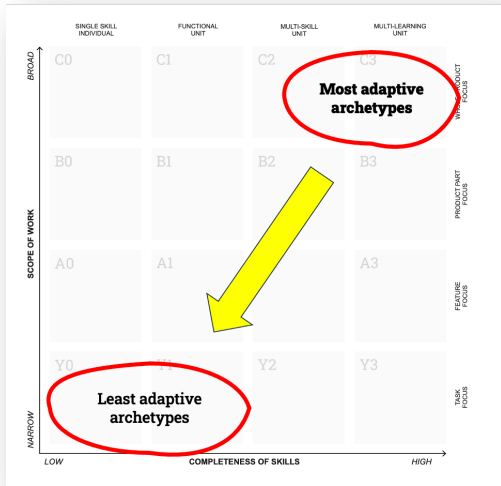 SINGLE SKILL
INDIVIDUAL
FUNCTIONAL
UNIT
MULTI-SKILL
UNIT
MULTI-LEARNING
UNIT
BROAD
C0
C1
C2
C3
Most adaptive
archetypes
WHOLE PRODUCT
FOCUS
B0
B1
B2
B3
PRODUCT PART
FOCUS
SCOPE OF WORK
A0
A1
A3
FEATURE
FOCUS
Y0
Y1
Y2
Y3
Least adaptive
archetypes
TASK
FOCUS
NARROW
LOW
COMPLETENESS OF SKILLS
HIGH